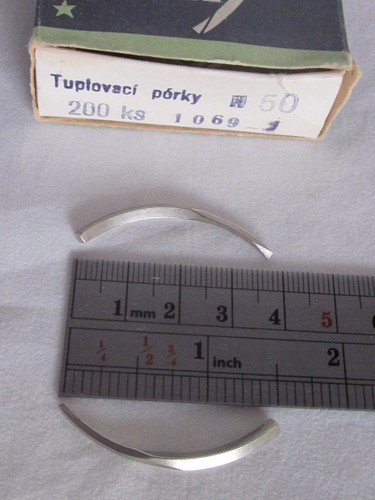 Tuplovací pórky N 50
200 ks 1069
1 mm 2 3 4 5
1/4 1/2 3/4 1 inch 2